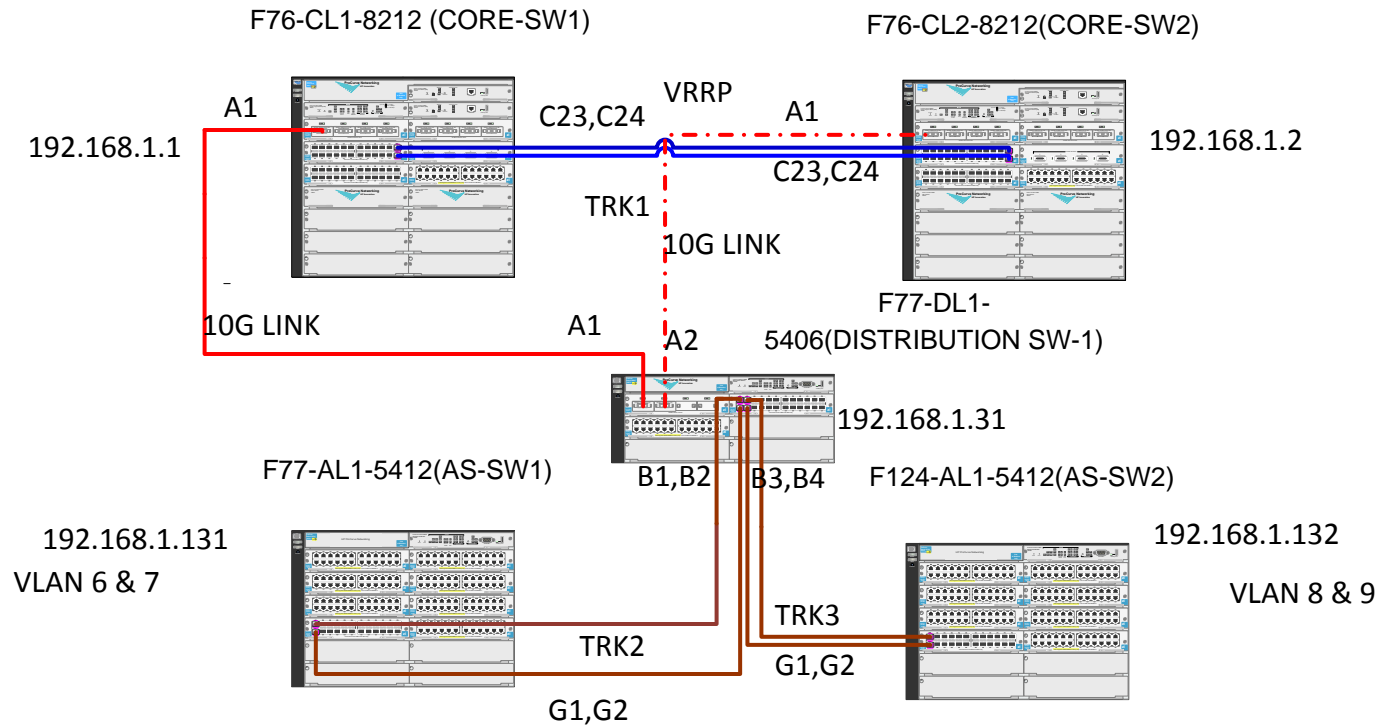 F76-CL1-8212 (CORE-SW1)
F76-CL2-8212(CORE-SW2)
A1
C23,C24
VRRP
A1
192.168.1.1
192.168.1.2
C23,C24
TRK1
10G LINK
F77-DL1-
5406(DISTRIBUTION SW-1)
10G LINK
A1
A2
192.168.1.31
F77-AL1-5412(AS-SW1)
B1,B2
B3,B4
F124-AL1-5412(AS-SW2)
192.168.1.131
192.168.1.132
VLAN 6 & 7
VLAN 8 & 9
TRK3
TRK2
G1,G2
G1,G2